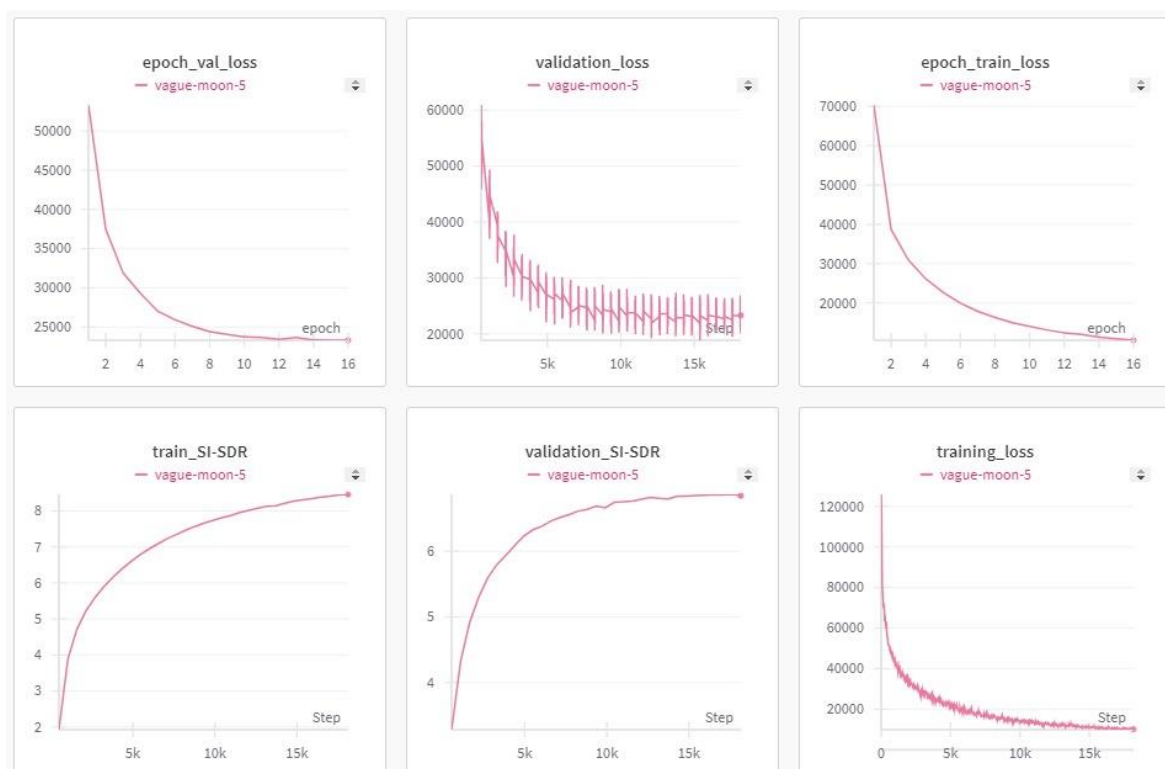 epoch_val_loss
vague-moon-5
50000
45000
40000
35000
30000
25000
epoch
2 4 6 8 10 12 14 16
validation_loss
vague-moon-5
60000
50000
40000
30000
20000
Step
5k 10k 15k
epoch_train_loss
vague-moon-5
70000
60000
50000
40000
30000
20000
epoch
2 4 6 8 10 12 14 16
train_SI-SDR
vague-moon-5
8
7
6
5
4
3
2
Step
5k 10k 15k
validation_SI-SDR
vague-moon-5
6
5
4
Step
5k 10k 15k
training_loss
vague-moon-5
120000
100000
80000
60000
40000
20000
Step
0 5k 10k 15k